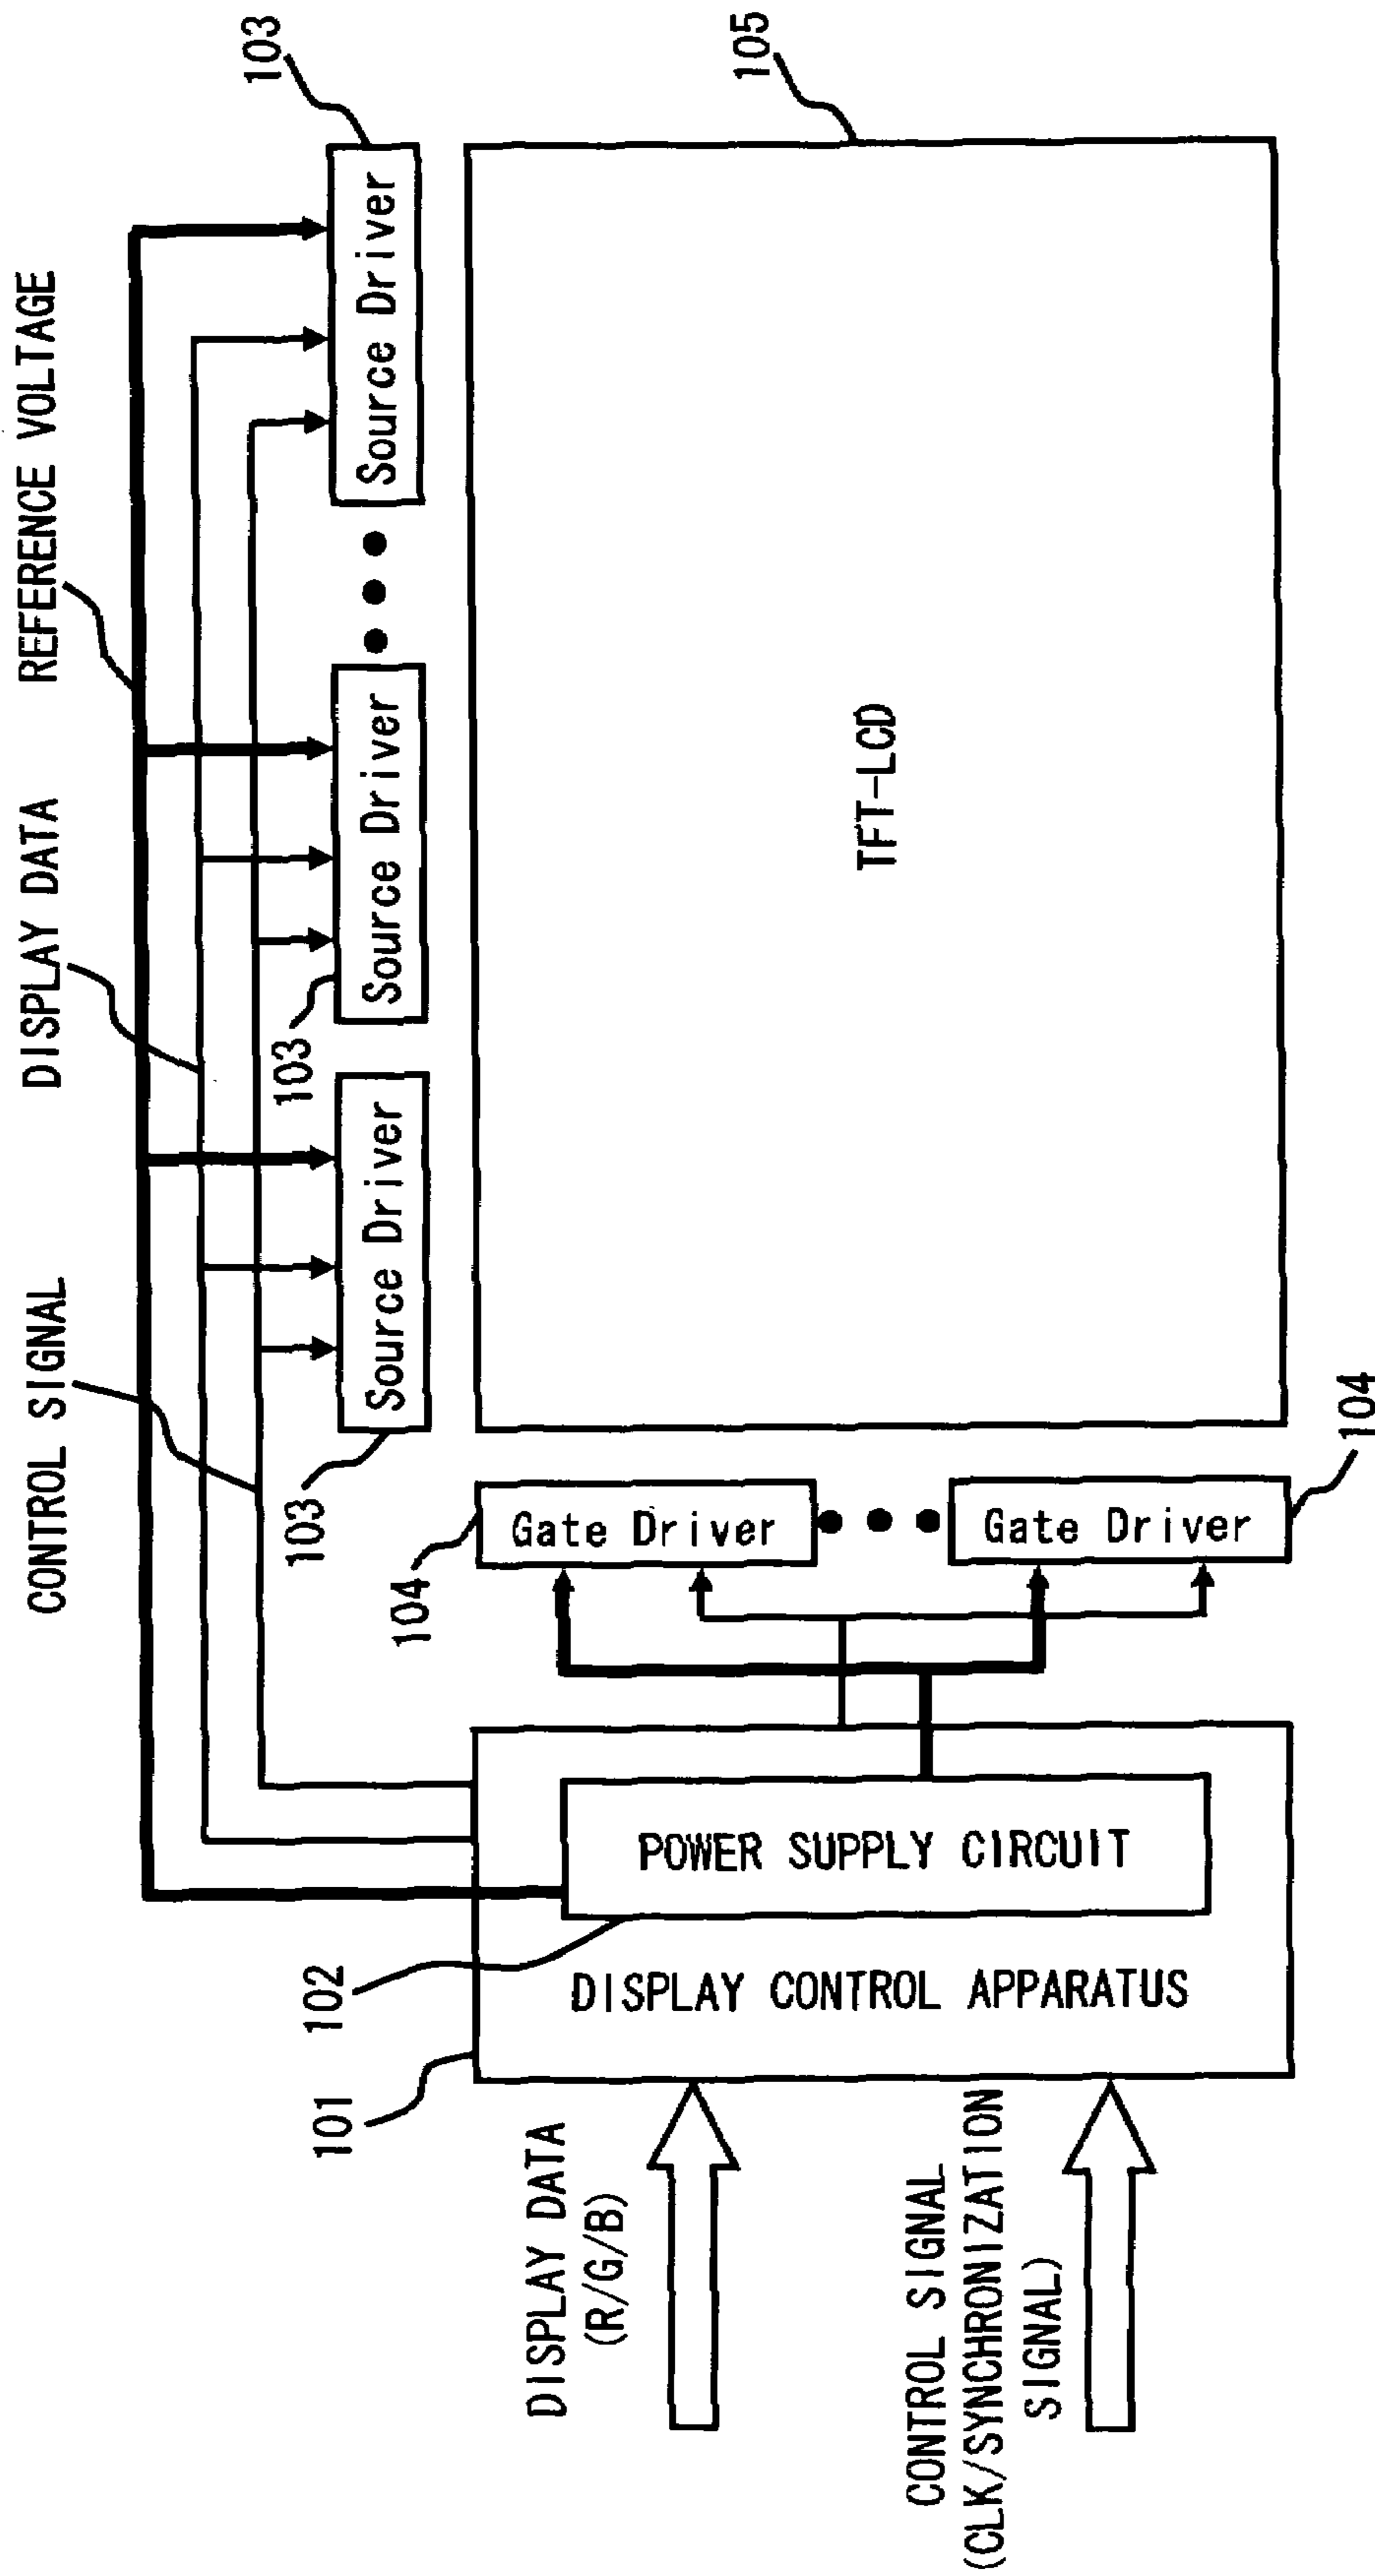 CONTROL SIGNAL
DISPLAY DATA
REFERENCE VOLTAGE
103
103
103
Source Driver
Source Driver
Source Driver
105
TFT-LCD
104
Gate Driver
Gate Driver
104
101
102
POWER SUPPLY CIRCUIT
DISPLAY CONTROL APPARATUS
DISPLAY DATA
(R/G/B)
CONTROL SIGNAL
(CLK/SYNCHRONIZATION
SIGNAL)